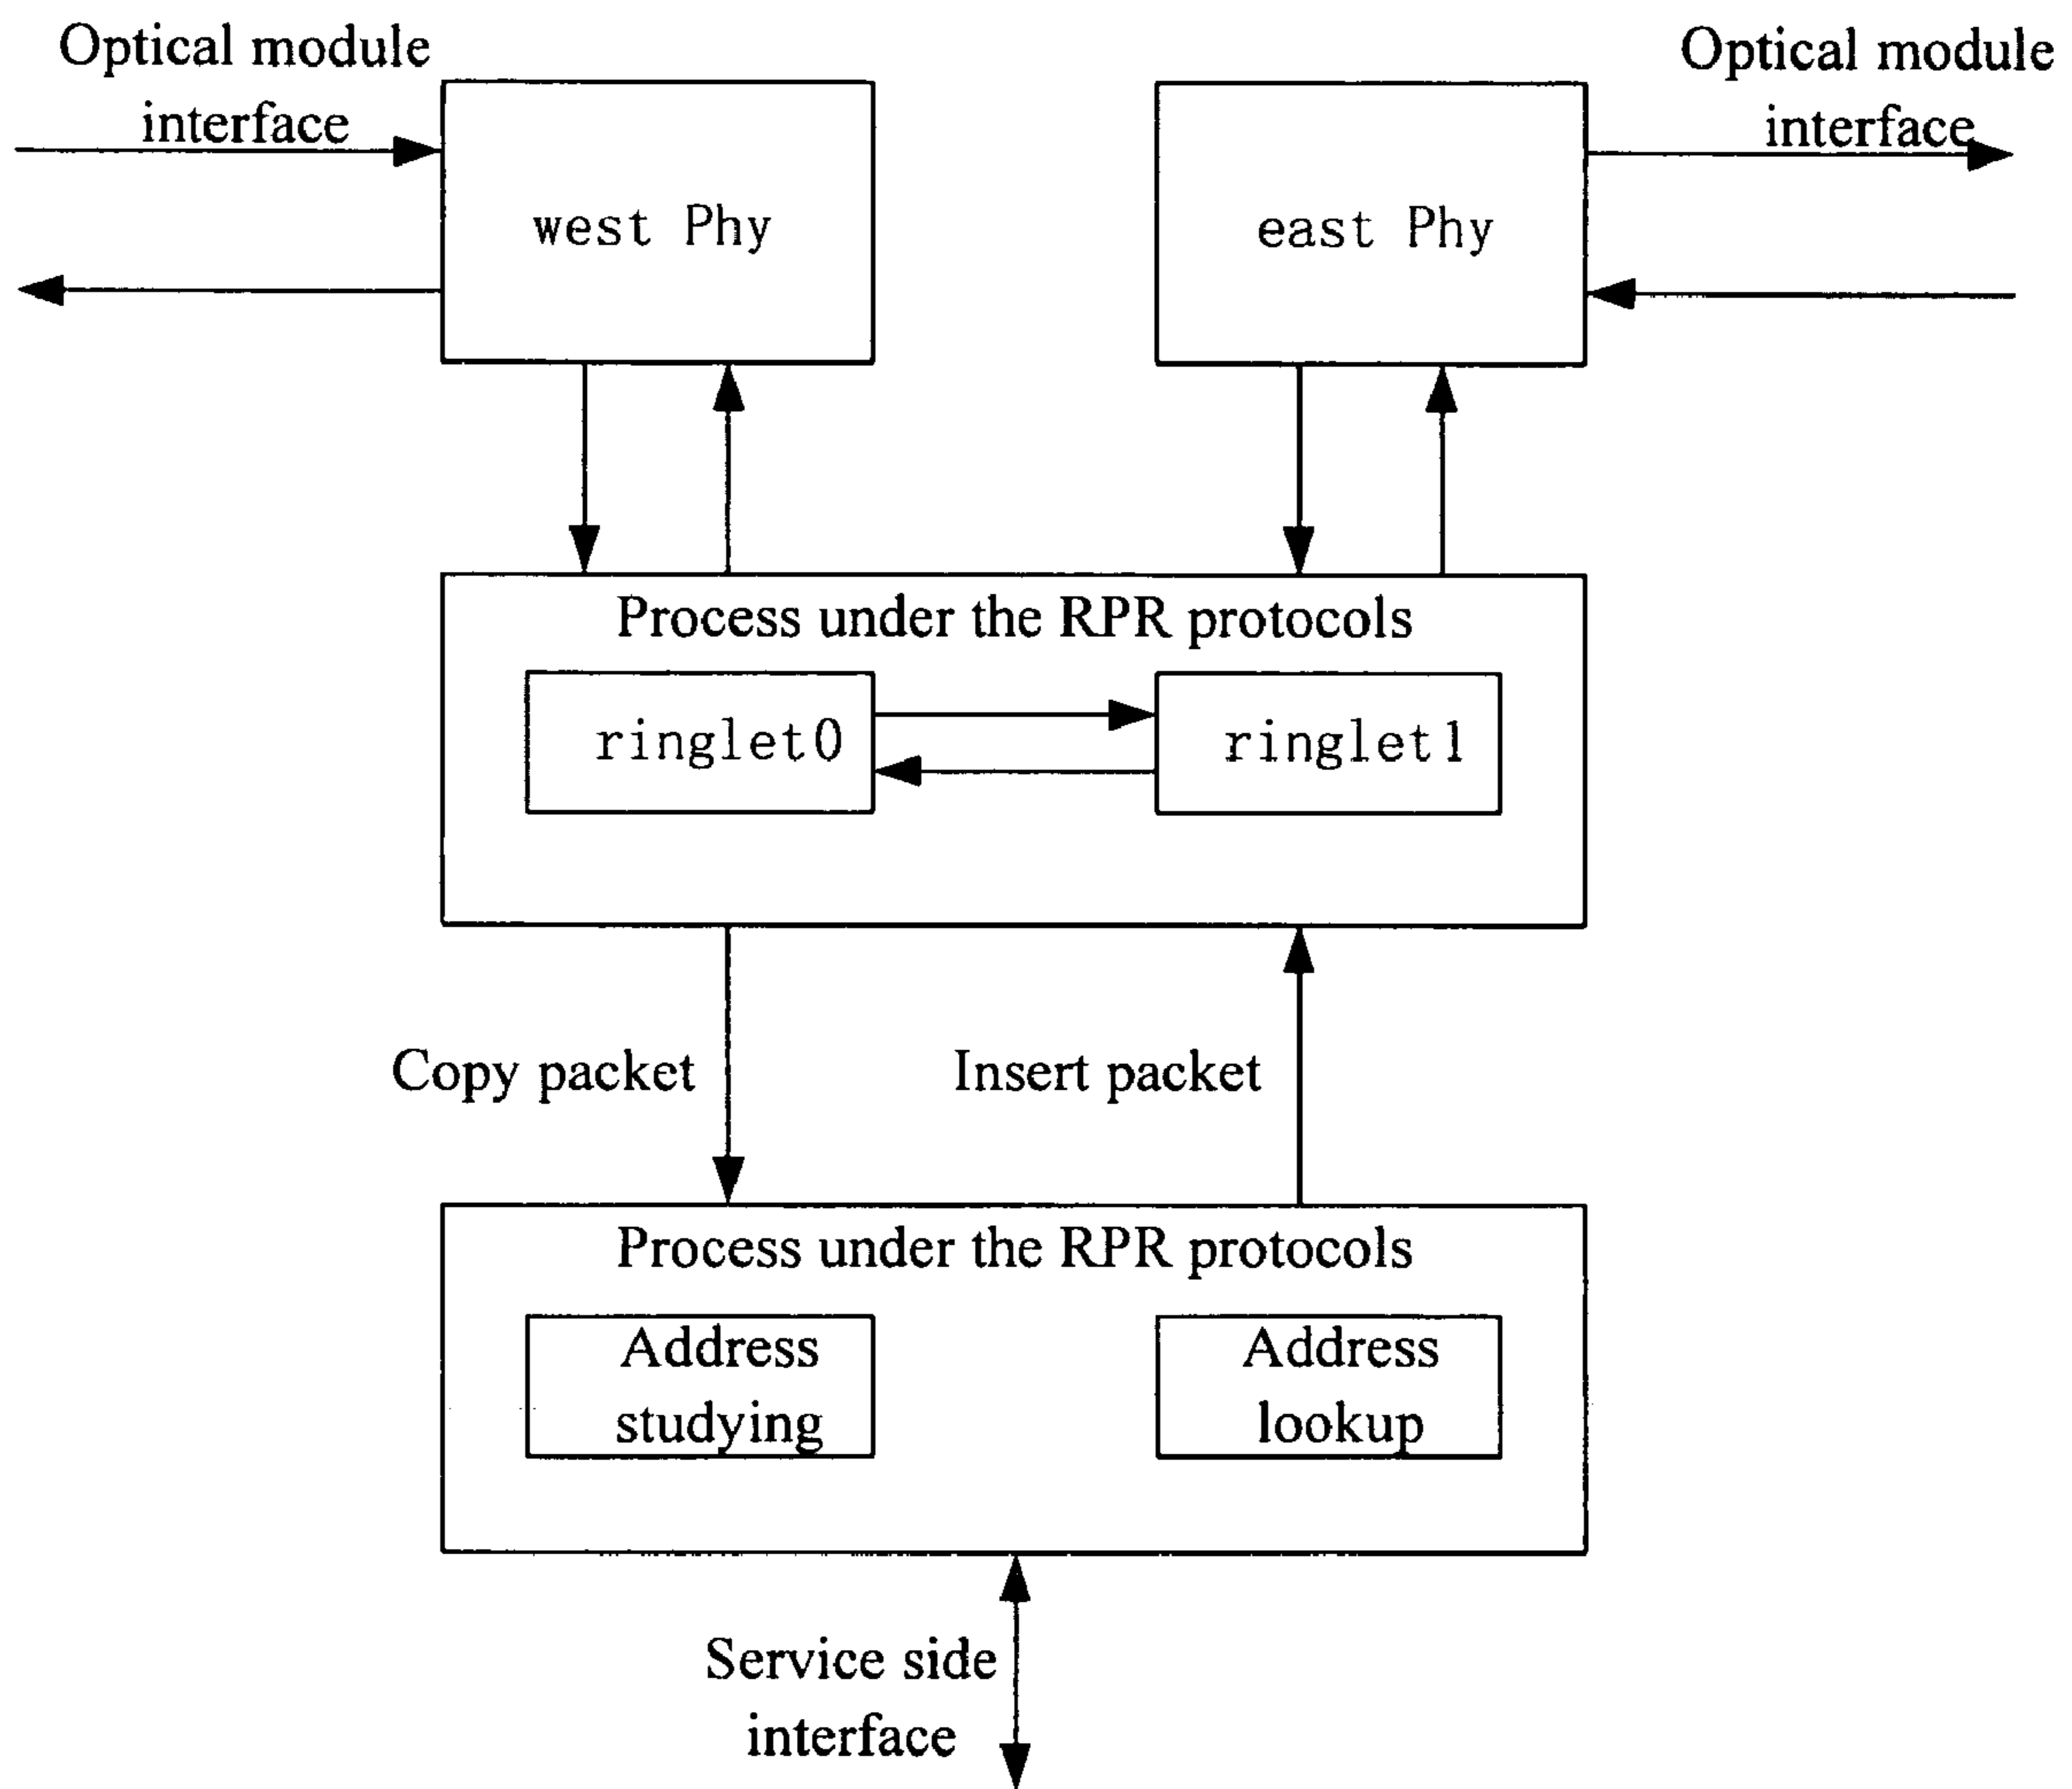 Optical module
interface
Optical module
interface
west Phy
east Phy
Process under the RPR protocols
ringlet0
ringlet1
Copy packet
Insert packet
Process under the RPR protocols
Address
studying
Address
lookup
Service side
interface